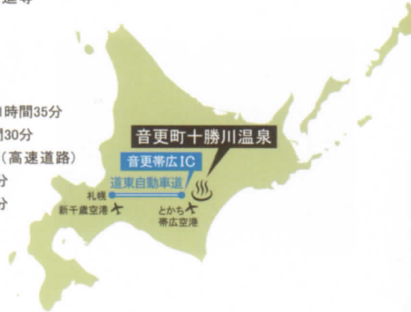 道等
時間35分
間30分
(高速道路)
分
分
音更町十勝川温泉
音更帯広IC
道東自動車道
札幌
新千歳空港
とかち
帯広空港